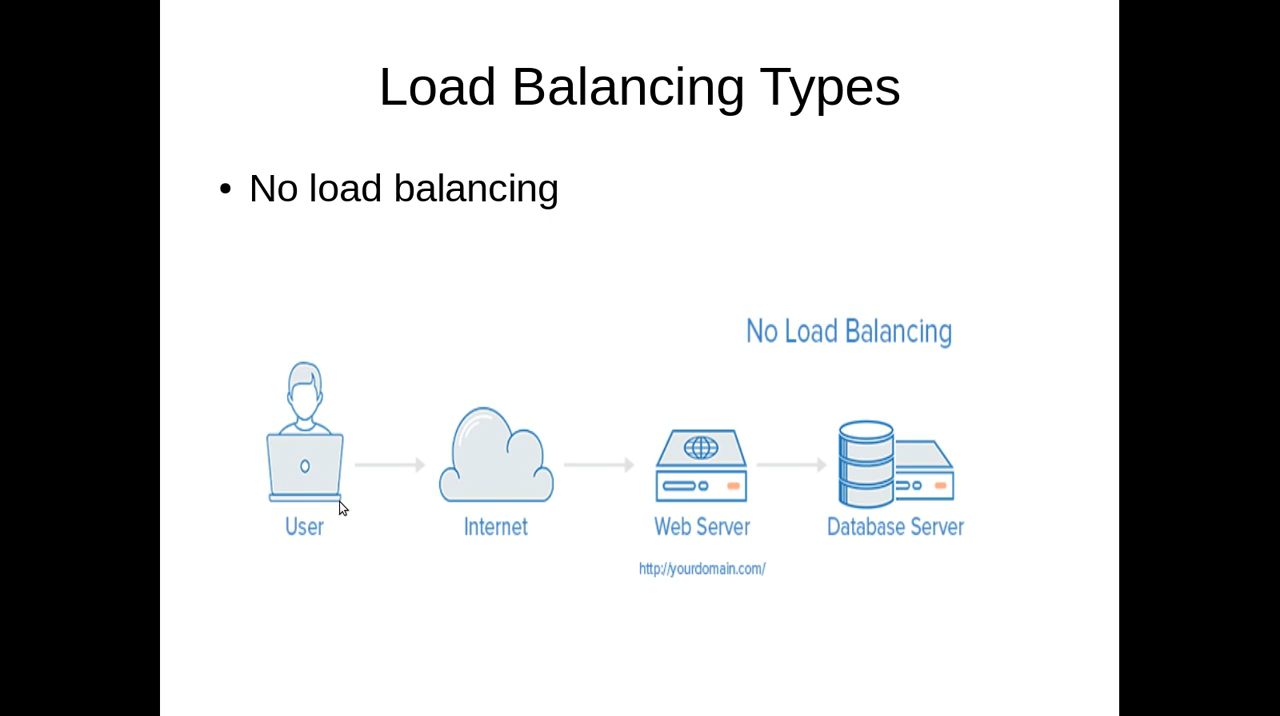 Load Balancing Types
• No load balancing
No Load Balancing
User
Internet
Web Server
Database Server
http://yourdomain.com/